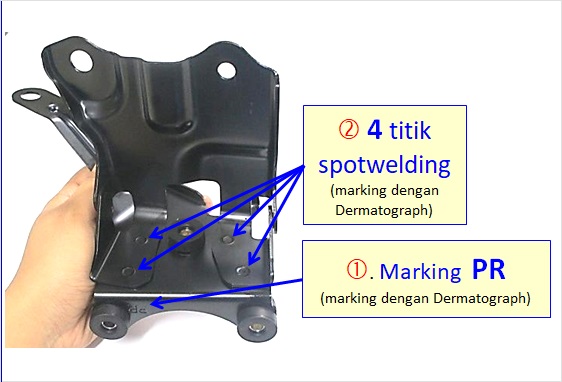 ② 4 titik
spotwelding
(marking dengan
Dermatograph)
①. Marking PR
(marking dengan Dermatograph)